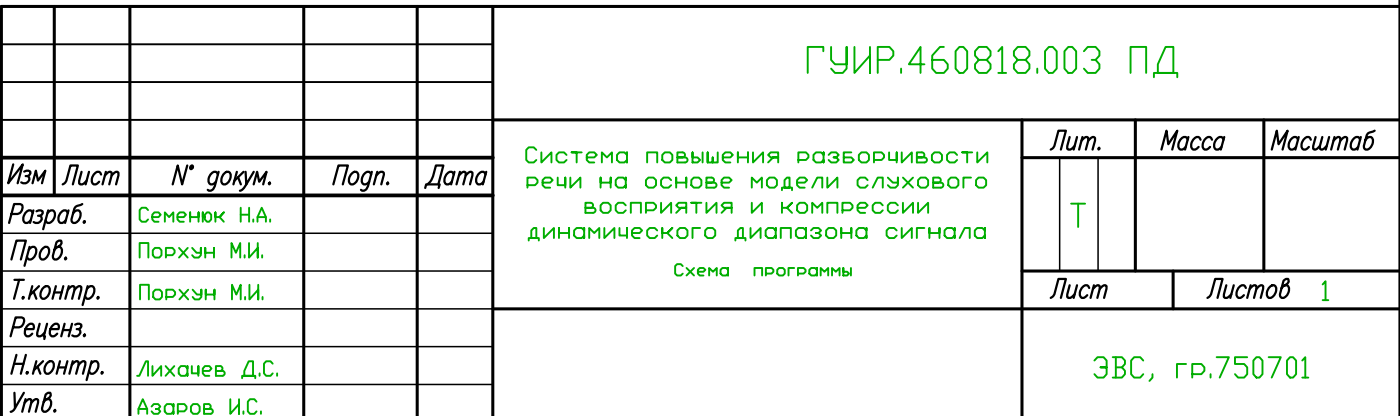 ГУИР.460818.003 ПД
Изм Лист N° докум. Подп. Дата
Разраб. Семенюк Н.А.
Пров. Порхун М.И.
Т.контр. Порхун М.И.
Реценз.
Н.контр. Лихачев Д.С.
Утв. Азаров И.С.
Система повышения разборчивости
речи на основе модели слухового
восприятия и компрессии
динамического диапазона сигнала
Схема программы
Лит. Масса Масштаб
Т
Лист Листов 1
ЭВС, гр.750701